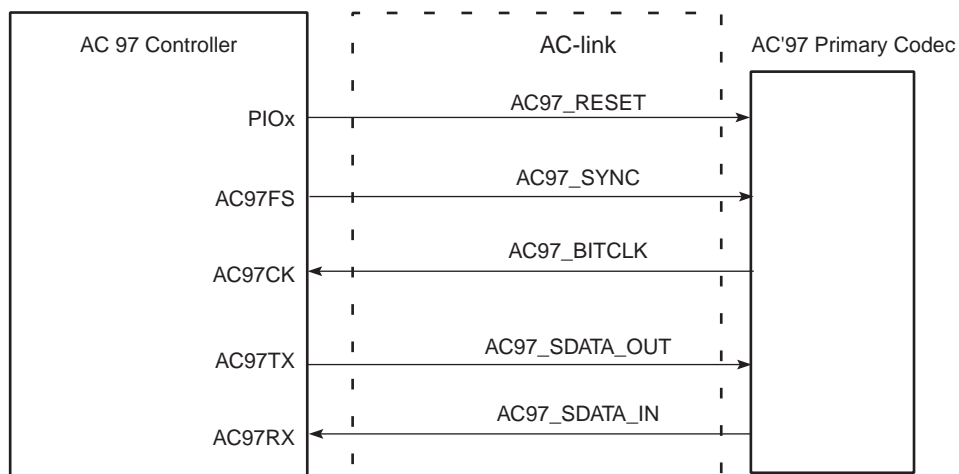 AC 97 Controller
AC-link
AC'97 Primary Codec
PIOx
AC97_RESET
AC97FS
AC97_SYNC
AC97CK
AC97_BITCLK
AC97TX
AC97_SDATA_OUT
AC97RX
AC97_SDATA_IN